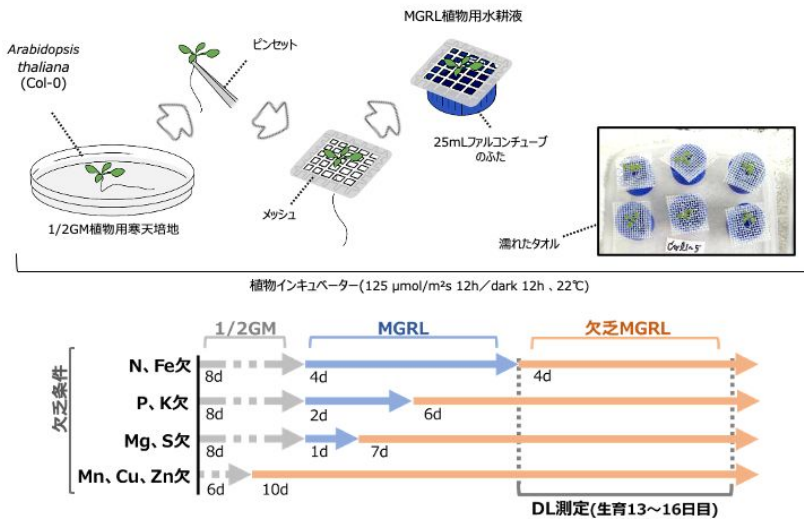 Arabidopsis
thaliana
(Col-0)
ピンセット
MGRL植物用水耕液
25mLファルコンチューブ
のふた
メッシュ
1/2GM植物用寒天培地
濡れたタオル
植物インキュベーター(125 μmol/m²s 12h／dark 12h 、22℃)
1/2GM
MGRL
欠乏MGRL
欠乏条件
N、Fe欠
8d
4d
4d
P、K欠
8d
2d
6d
Mg、S欠
8d
1d
7d
Mn、Cu、Zn欠
6d
10d
DL測定(生育13〜16日目)